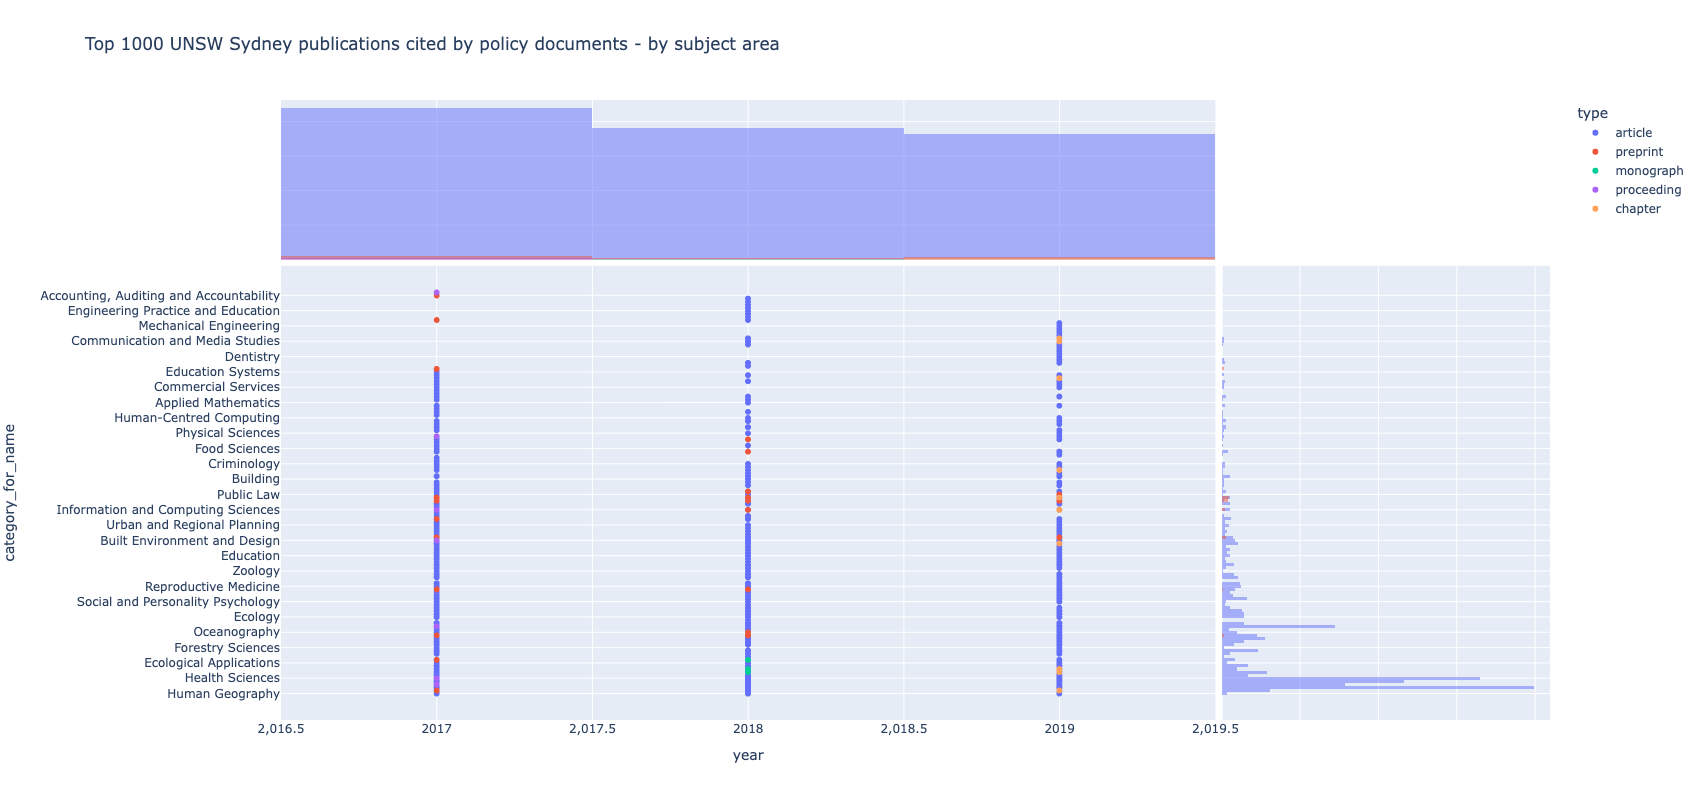 Top 1000 UNSW Sydney publications cited by policy documents - by subject area
type
article
preprint
monograph
proceeding
chapter
category_for_name
Accounting, Auditing and Accountability
Engineering Practice and Education
Mechanical Engineering
Communication and Media Studies
Dentistry
Education Systems
Commercial Services
Applied Mathematics
Human-Centred Computing
Physical Sciences
Food Sciences
Criminology
Building
Public Law
Information and Computing Sciences
Urban and Regional Planning
Built Environment and Design
Education
Zoology
Reproductive Medicine
Social and Personality Psychology
Ecology
Oceanography
Forestry Sciences
Ecological Applications
Health Sciences
Human Geography
2,016.5 2017 2,017.5 2018 2,018.5 2019 2,019.5
year